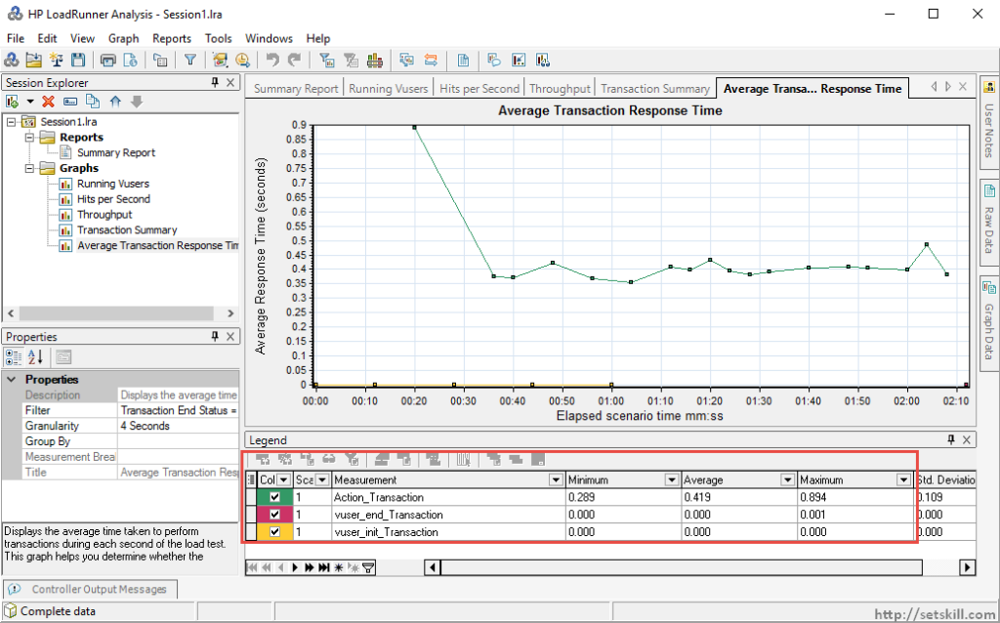 HP LoadRunner Analysis - Session1.lra
File Edit View Graph Reports Tools Windows Help
Session Explorer
Session1.lra
Reports
Summary Report
Graphs
Running Vusers
Hits per Second
Throughput
Transaction Summary
Average Transaction Response Tim
Properties
Properties
Description Displays the average time
Filter Transaction End Status =
Granularity 4 Seconds
Group By
Measurement Breal
Title Average Transaction Resp
Displays the average time taken to perform
transactions during each second of the load test.
This graph helps you determine whether the
Summary Report Running Vusers Hits per Second Throughput Transaction Summary Average Transa... Response Time
Average Transaction Response Time
Average Response Time (seconds)
0.9
0.85
0.8
0.75
0.7
0.65
0.6
0.55
0.5
0.45
0.4
0.35
0.3
0.25
0.2
0.15
0.1
0.05
0
00:00 00:10 00:20 00:30 00:40 00:50 01:00 01:10 01:20 01:30 01:40 01:50 02:00 02:10
Elapsed scenario time mm:ss
User Notes
Raw Data
Graph Data
Legend
Col Sca Measurement Minimum Average Maximum Std. Deviatio
1 Action_Transaction 0.289 0.419 0.894 0.109
1 vuser_end_Transaction 0.000 0.000 0.001 0.000
1 vuser_init_Transaction 0.000 0.000 0.000 0.000
Controller Output Messages
Complete data
http://setskill.com